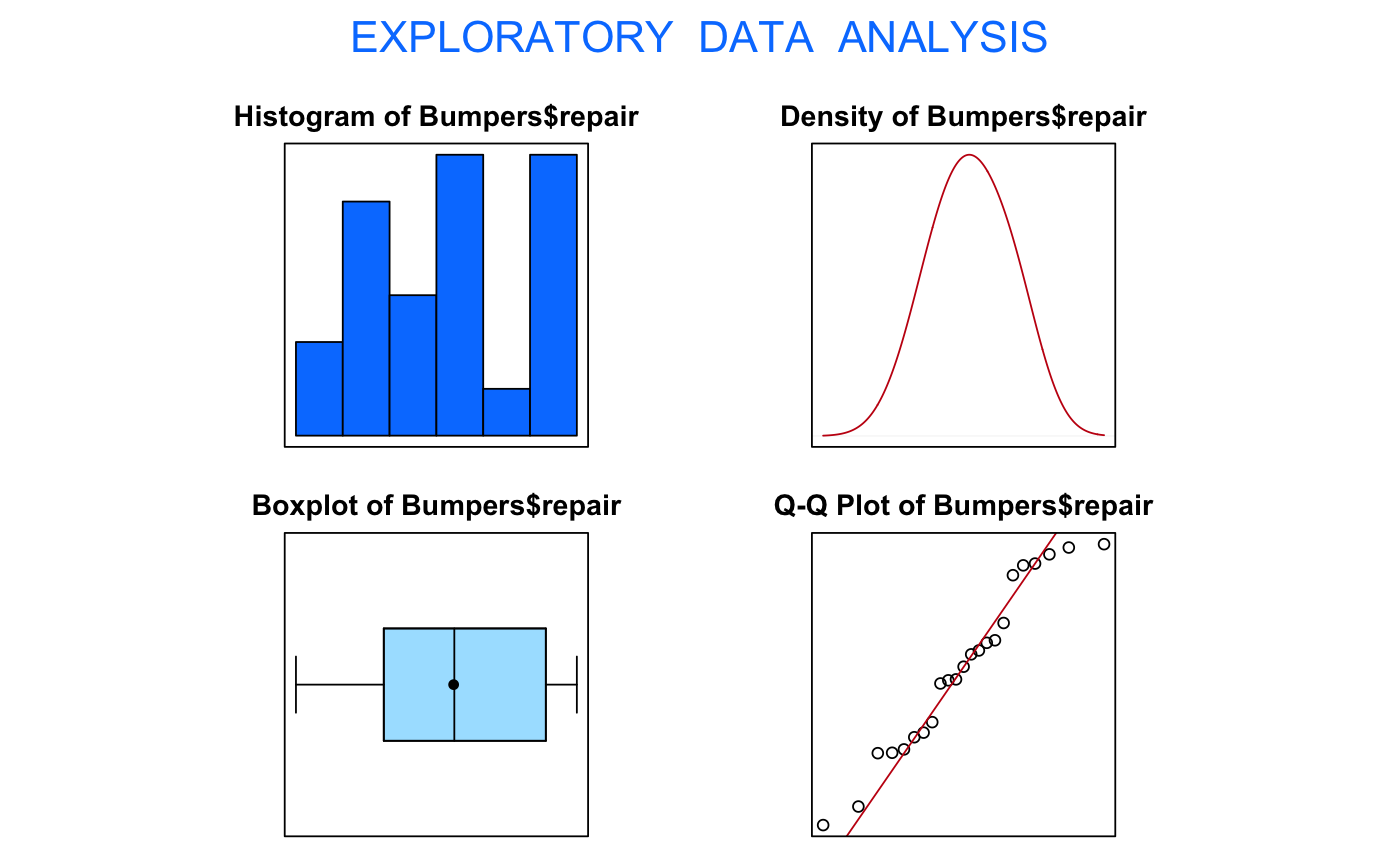 EXPLORATORY DATA ANALYSIS
Histogram of Bumpers$repair
Density of Bumpers$repair
Boxplot of Bumpers$repair
Q-Q Plot of Bumpers$repair